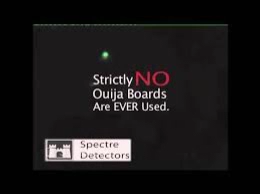 Strictly NO
Ouija Boards
Are EVER Used.
Spectre
Detectors